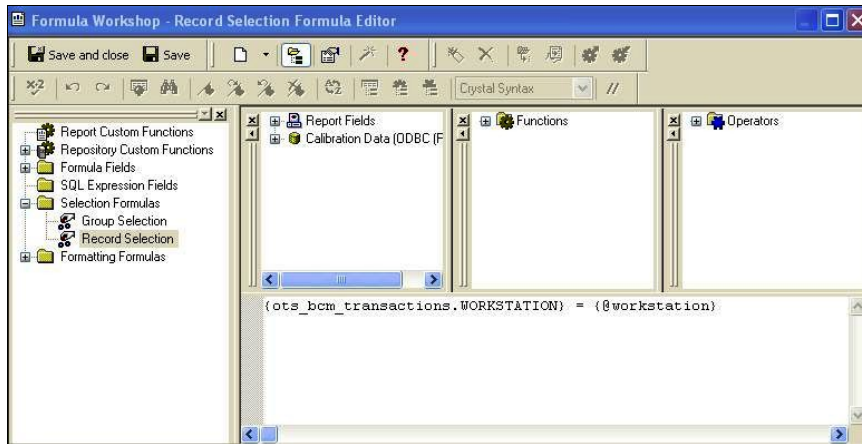 Formula Workshop - Record Selection Formula Editor
Save and close Save
x+2 Crystal Syntax //
Report Custom Functions
Repository Custom Functions
Formula Fields
SQL Expression Fields
Selection Formulas
Group Selection
Record Selection
Formatting Formulas
Report Fields
Calibration Data (ODBC (F
Functions
Operators
{ots_bcm_transactions.WORKSTATION} = {@workstation}